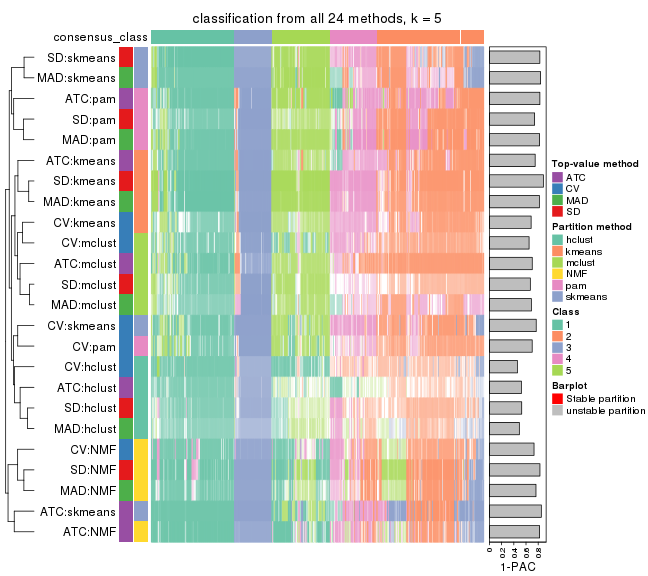 classification from all 24 methods, k = 5
consensus_class
SD:skmeans
MAD:skmeans
ATC:pam
SD:pam
MAD:pam
ATC:kmeans
SD:kmeans
MAD:kmeans
CV:kmeans
CV:mclust
ATC:mclust
SD:mclust
MAD:mclust
CV:skmeans
CV:pam
CV:hclust
ATC:hclust
SD:hclust
MAD:hclust
CV:NMF
SD:NMF
MAD:NMF
ATC:skmeans
ATC:NMF
0 0.2 0.4 0.6 0.8
1-PAC
Top-value method
ATC
CV
MAD
SD
Partition method
hclust
kmeans
mclust
NMF
pam
skmeans
Class
1
2
3
4
5
Barplot
Stable partition
unstable partition